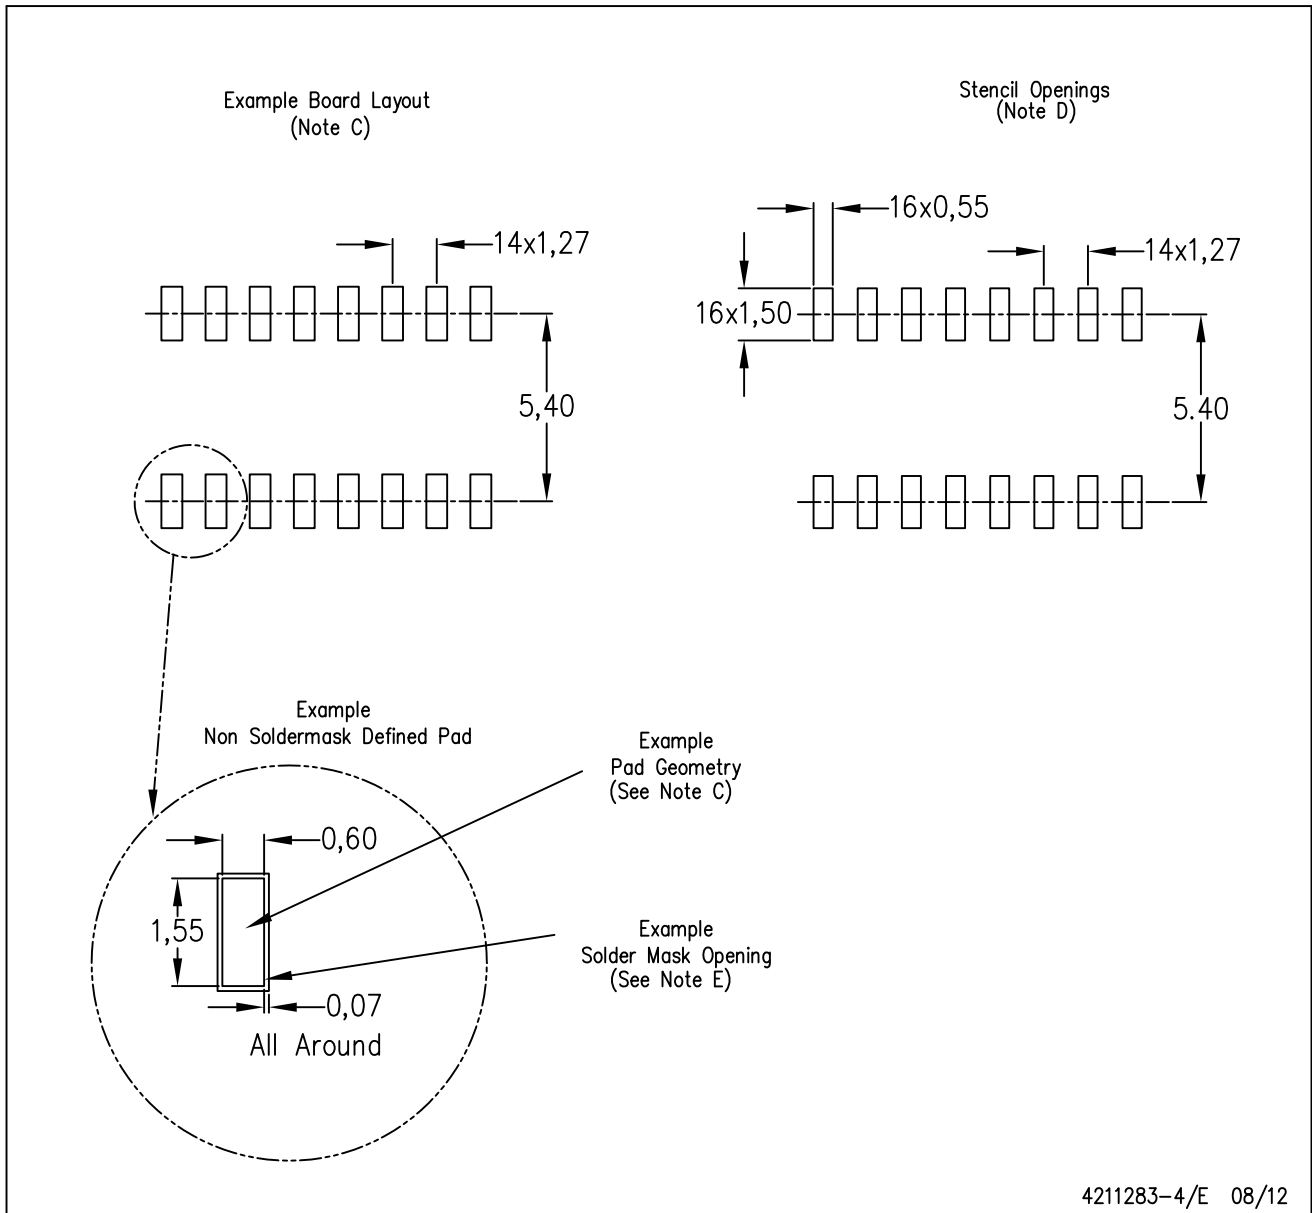 Example Board Layout
(Note C)
Stencil Openings
(Note D)
14x1,27
5,40
16x0,55
14x1,27
16x1,50
5.40
Example
Non Soldermask Defined Pad
Example
Pad Geometry
(See Note C)
0,60
1,55
Example
Solder Mask Opening
(See Note E)
0,07
All Around
4211283-4/E 08/12